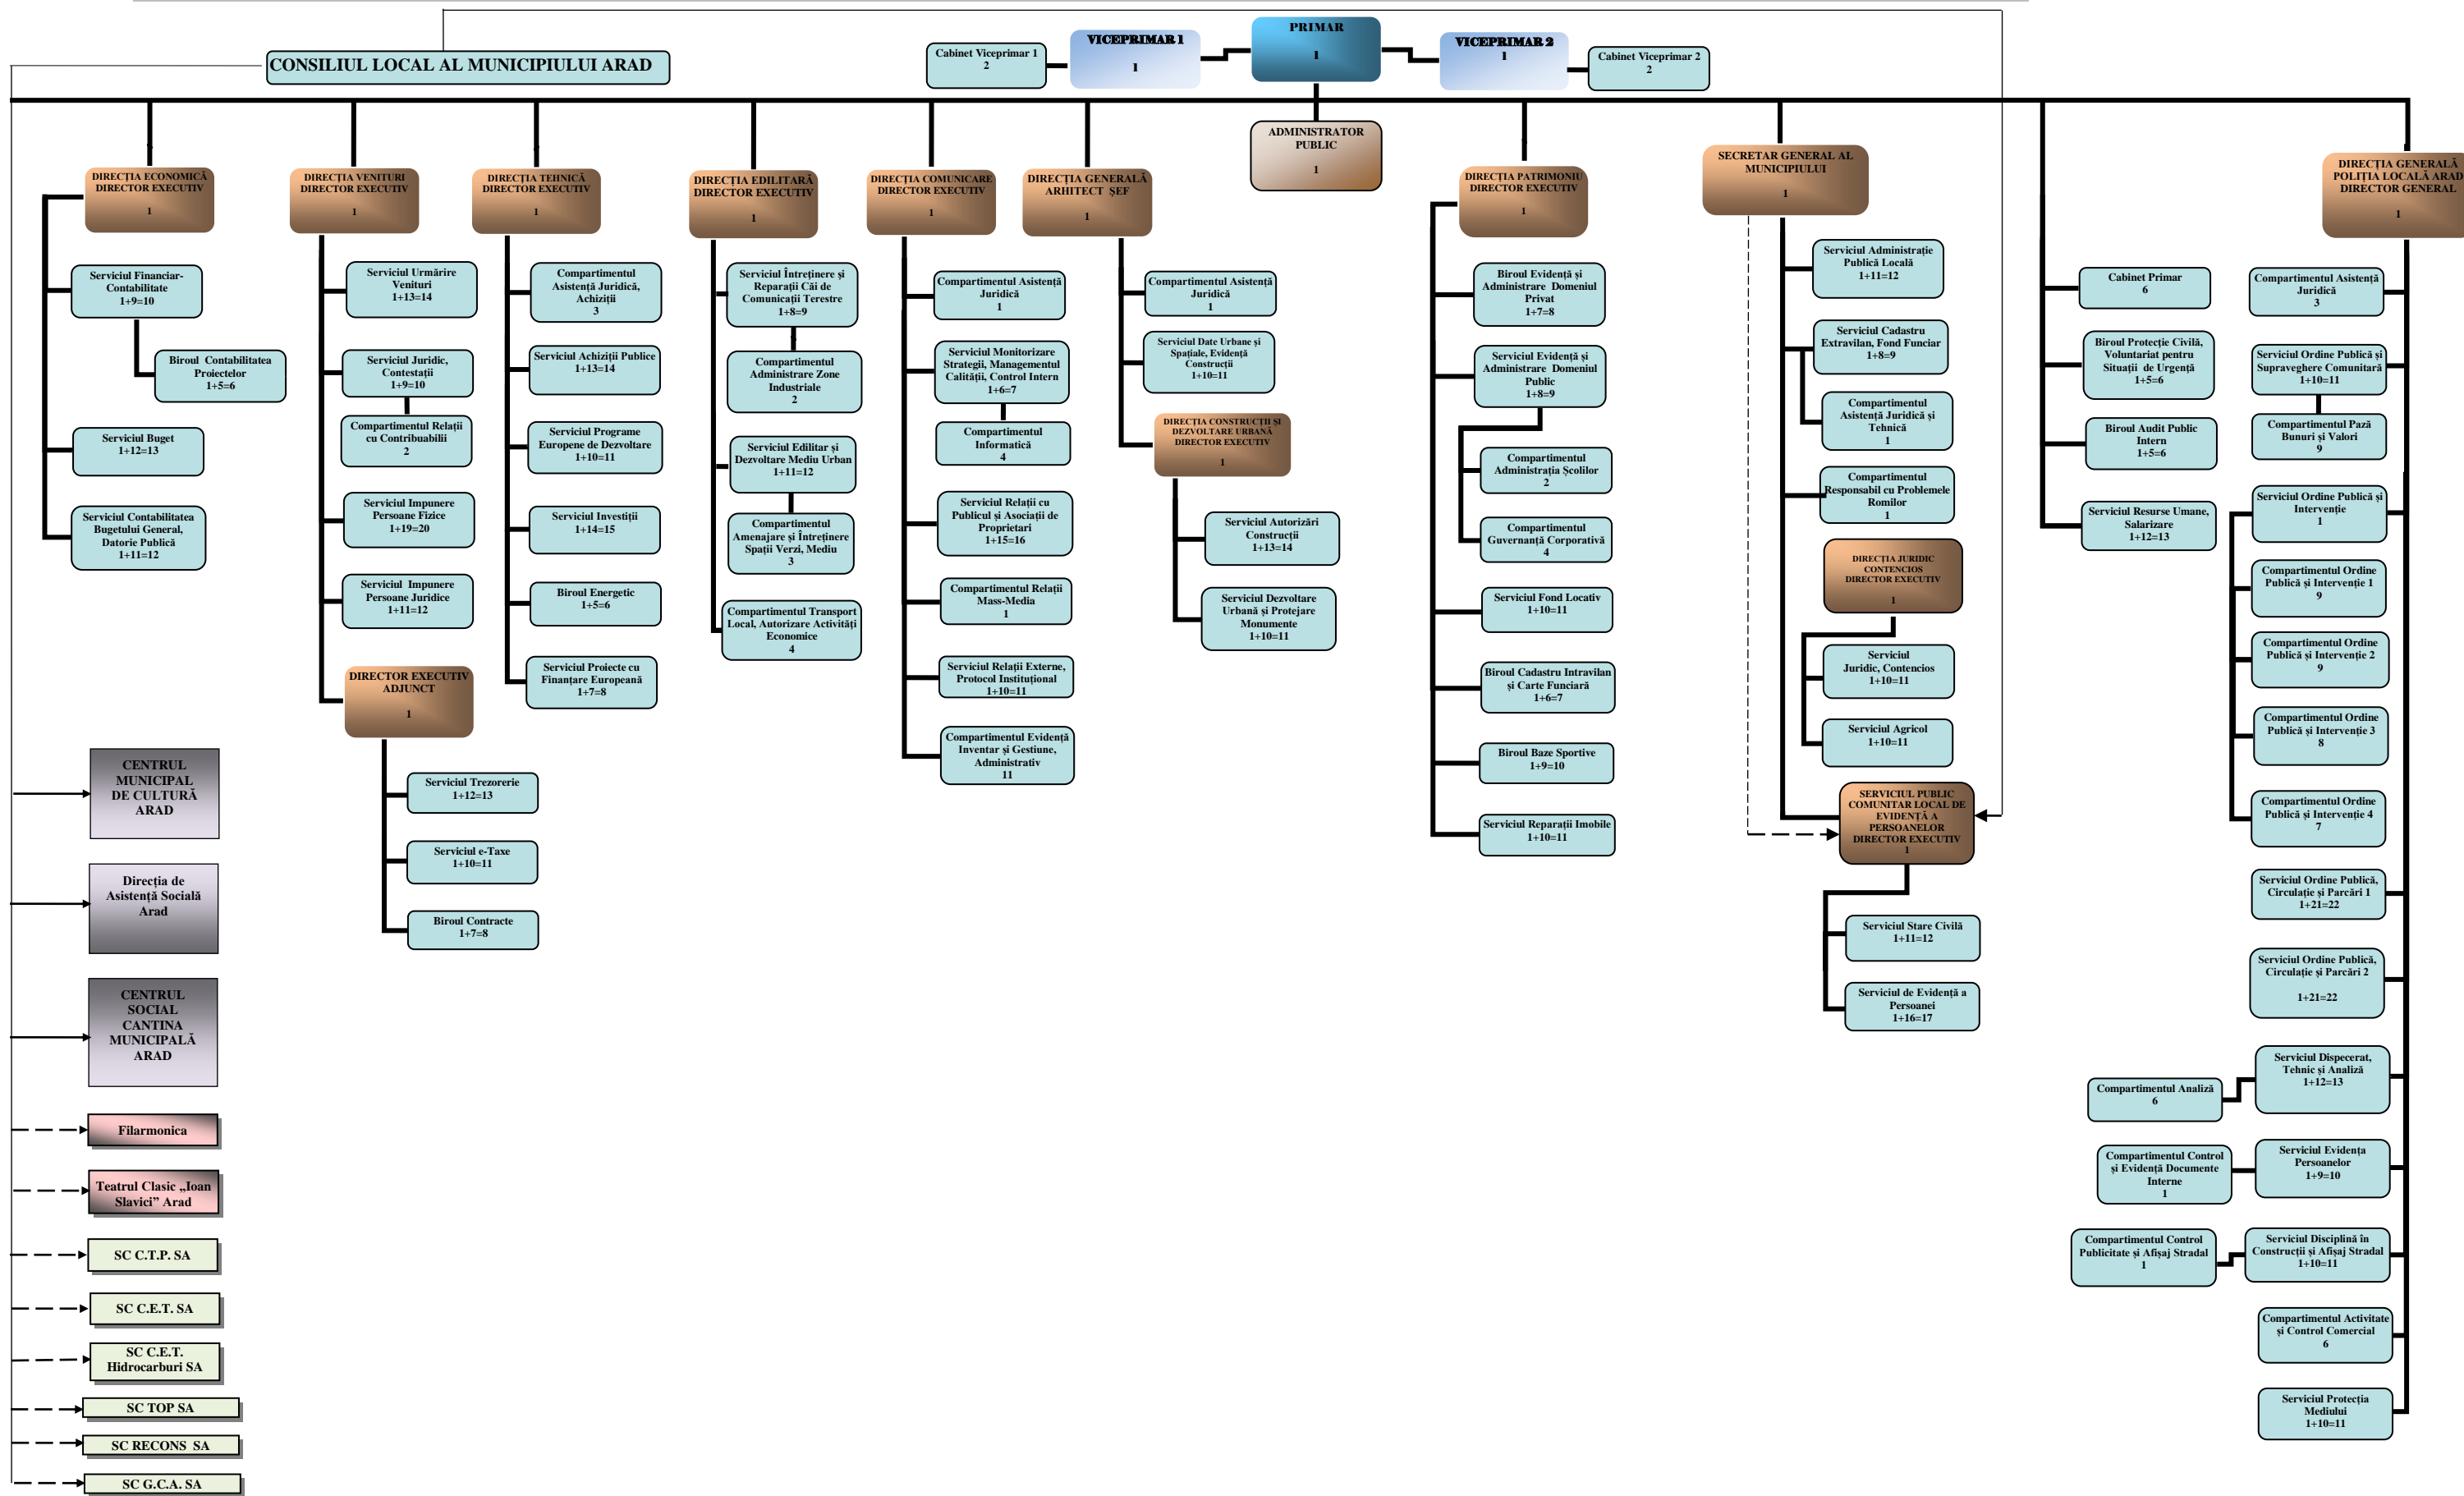 PRIMAR
1
VICEPRIMAR 1
1
VICEPRIMAR 2
1
Cabinet Viceprimar 1
2
Cabinet Viceprimar 2
2
CONSILIUL LOCAL AL MUNICIPIULUI ARAD
ADMINISTRATOR
PUBLIC
1
DIRECȚIA ECONOMICĂ
DIRECTOR EXECUTIV
1
Serviciul Financiar-
Contabilitate
1+9=10
Biroul Contabilitatea
Proiectelor
1+5=6
Serviciul Buget
1+12=13
Serviciul Contabilitatea
Bugetului General,
Datorie Publică
1+11=12
DIRECȚIA VENITURI
DIRECTOR EXECUTIV
1
Serviciul Urmărire
Venituri
1+13=14
Serviciul Juridic,
Contestații
1+9=10
Compartimentul Relații
cu Contribuabilii
2
Serviciul Impunere
Persoane Fizice
1+19=20
Serviciul Impunere
Persoane Juridice
1+11=12
DIRECTOR EXECUTIV
ADJUNCT
1
Serviciul Trezorerie
1+12=13
Serviciul e-Taxe
1+10=11
Biroul Contracte
1+7=8
DIRECȚIA TEHNICĂ
DIRECTOR EXECUTIV
1
Compartimentul
Asistență Juridică,
Achiziții
3
Serviciul Achiziții Publice
1+13=14
Serviciul Programe
Europene de Dezvoltare
1+10=11
Serviciul Investiții
1+14=15
Biroul Energetic
1+5=6
Serviciul Proiecte cu
Finanțare Europeană
1+7=8
DIRECȚIA EDILITARĂ
DIRECTOR EXECUTIV
1
Serviciul Întreținere și
Reparații Căi de
Comunicații Terestre
1+8=9
Compartimentul
Administrare Zone
Industriale
2
Serviciul Edilitar și
Dezvoltare Mediu Urban
1+11=12
Compartimentul
Amenajare și Întreținere
Spații Verzi, Mediu
3
Compartimentul Transport
Local, Autorizare Activități
Economice
4
DIRECȚIA COMUNICARE
DIRECTOR EXECUTIV
1
Compartimentul Asistență
Juridică
1
Serviciul Monitorizare
Strategii, Managementul
Calității, Control Intern
1+6=7
Compartimentul
Informatică
4
Serviciul Relații cu
Publicul și Asociații de
Proprietari
1+15=16
Compartimentul Relații
Mass-Media
1
Serviciul Relații Externe,
Protocol Instituțional
1+10=11
Compartimentul Evidență
Inventar și Gestiune,
Administrativ
11
DIRECȚIA GENERALĂ
ARHITECT ȘEF
1
Compartimentul Asistență
Juridică
1
Serviciul Date Urbane și
Spațiale, Evidență
Construcții
1+10=11
DIRECȚIA CONSTRUCȚII ȘI
DEZVOLTARE URBANĂ
DIRECTOR EXECUTIV
1
Serviciul Autorizări
Construcții
1+13=14
Serviciul Dezvoltare
Urbană și Protejare
Monumente
1+10=11
DIRECȚIA PATRIMONIU
DIRECTOR EXECUTIV
1
Biroul Evidență și
Administrare Domeniul
Privat
1+7=8
Serviciul Evidență și
Administrare Domeniul
Public
1+8=9
Compartimentul
Administrația Școlilor
2
Compartimentul
Guvernanță Corporativă
4
Serviciul Fond Locativ
1+10=11
Biroul Cadastru Intravilan
și Carte Funciară
1+6=7
Biroul Baze Sportive
1+9=10
Serviciul Reparații Imobile
1+10=11
SECRETAR GENERAL AL
MUNICIPIULUI
1
Serviciul Administrație
Publică Locală
1+11=12
Serviciul Cadastru
Extravilan, Fond Funciar
1+8=9
Compartimentul
Asistență Juridică și
Tehnică
1
Compartimentul
Responsabil cu Problemele
Romilor
1
DIRECȚIA JURIDIC
CONTENCIOS
DIRECTOR EXECUTIV
1
Serviciul
Juridic, Contencios
1+10=11
Serviciul Agricol
1+10=11
SERVICIUL PUBLIC
COMUNITAR LOCAL DE
EVIDENȚĂ A
PERSOANELOR
DIRECTOR EXECUTIV
1
Serviciul Stare Civilă
1+11=12
Serviciul de Evidență a
Persoanei
1+16=17
Cabinet Primar
6
Biroul Protecție Civilă,
Voluntariat pentru
Situații de Urgență
1+5=6
Biroul Audit Public
Intern
1+5=6
Serviciul Resurse Umane,
Salarizare
1+12=13
DIRECȚIA GENERALĂ
POLIȚIA LOCALĂ ARAD
DIRECTOR GENERAL
1
Compartimentul Asistență
Juridică
3
Serviciul Ordine Publică și
Supraveghere Comunitară
1+10=11
Compartimentul Pază
Bunuri și Valori
9
Serviciul Ordine Publică și
Intervenție
1
Compartimentul Ordine
Publică și Intervenție 1
9
Compartimentul Ordine
Publică și Intervenție 2
9
Compartimentul Ordine
Publică și Intervenție 3
8
Compartimentul Ordine
Publică și Intervenție 4
7
Serviciul Ordine Publică,
Circulație și Parcări 1
1+21=22
Serviciul Ordine Publică,
Circulație și Parcări 2
1+21=22
Serviciul Dispecerat,
Tehnic și Analiză
1+12=13
Compartimentul Analiză
6
Serviciul Evidența
Persoanelor
1+9=10
Compartimentul Control
și Evidență Documente
Interne
1
Serviciul Disciplină în
Construcții și Afișaj Stradal
1+10=11
Compartimentul Control
Publicitate și Afișaj Stradal
1
Compartimentul Activitate
și Control Comercial
6
Serviciul Protecția
Mediului
1+10=11
CENTRUL
MUNICIPAL
DE CULTURĂ
ARAD
Direcția de
Asistență Socială
Arad
CENTRUL
SOCIAL
CANTINA
MUNICIPALĂ
ARAD
Filarmonica
Teatrul Clasic „Ioan
Slavici” Arad
SC C.T.P. SA
SC C.E.T. SA
SC C.E.T.
Hidrocarburi SA
SC TOP SA
SC RECONS SA
SC G.C.A. SA